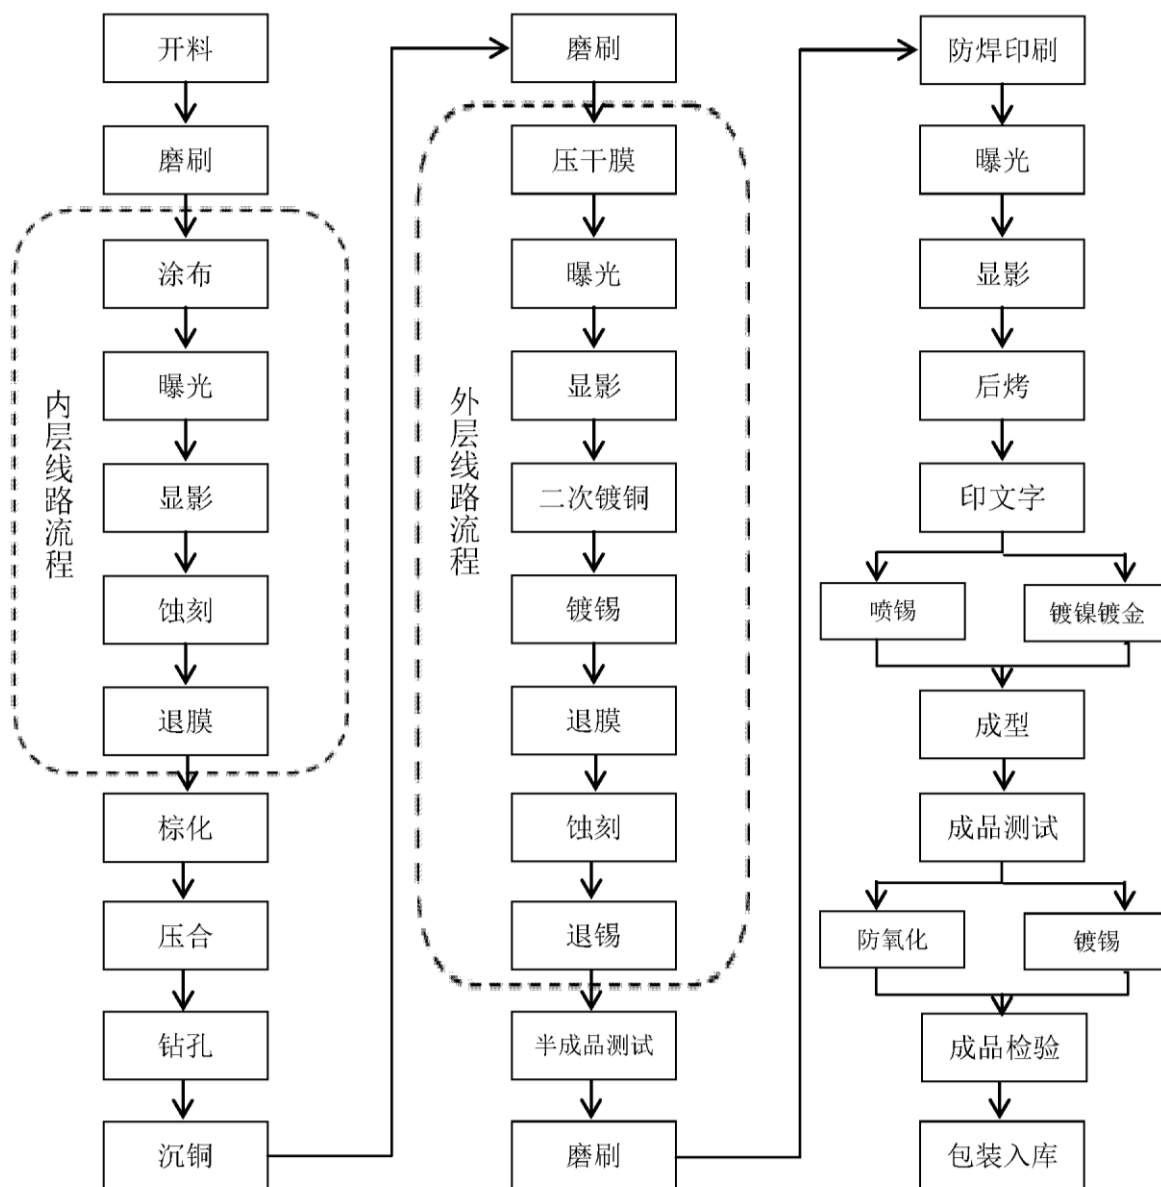 开料
磨刷
内层线路流程
涂布
曝光
显影
蚀刻
退膜
棕化
压合
钻孔
沉铜
磨刷
外层线路流程
压干膜
曝光
显影
二次镀铜
镀锡
退膜
蚀刻
退锡
半成品测试
磨刷
防焊印刷
曝光
显影
后烤
印文字
喷锡
镀镍镀金
成型
成品测试
防氧化
镀锡
成品检验
包装入库